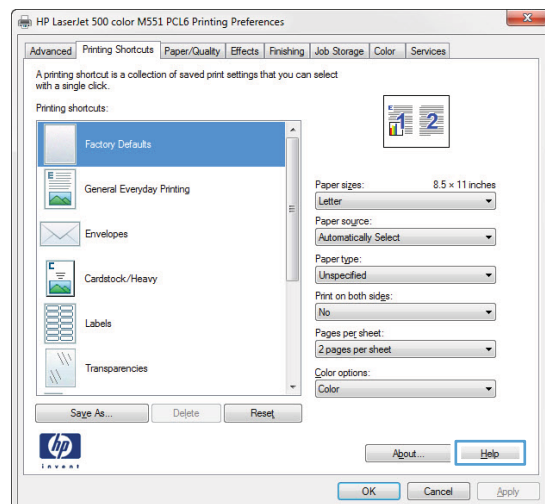 HP LaserJet 500 color M551 PCL6 Printing Preferences
X
Advanced Printing Shortcuts Paper/Quality Effects Finishing Job Storage Color Services
A printing shortcut is a collection of saved print settings that you can select
with a single click.
Printing shortcuts:
Factory Defaults
General Everyday Printing
Envelopes
Cardstock/Heavy
Labels
Transparencies
Save As... Delete Reset
1 2
Paper sizes: 8.5 × 11 inches
Letter
Paper source:
Automatically Select
Paper type:
Unspecified
Print on both sides:
No
Pages per sheet:
2 pages per sheet
Color options:
Color
hp
invent
About... Help
OK Cancel Apply